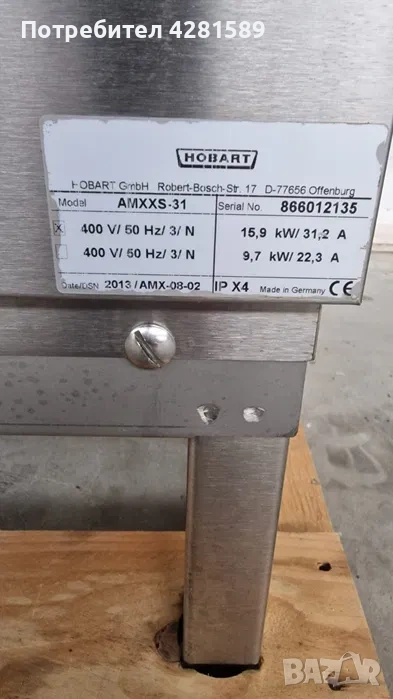 Потребител 4281589
HOBART
HOBART GmbH Robert-Bosch-Str. 17 D-77656 Offenburg
Model AMXXS-31 Serial No. 866012135
X 400 V/ 50 Hz/ 3/ N 15,9 kW/ 31,2 A
400 V/ 50 Hz/ 3/ N 9,7 kW/ 22,3 A
Date/DSN 2013 / AMX-08-02 IP X4 Made in Germany CE
BAZAR